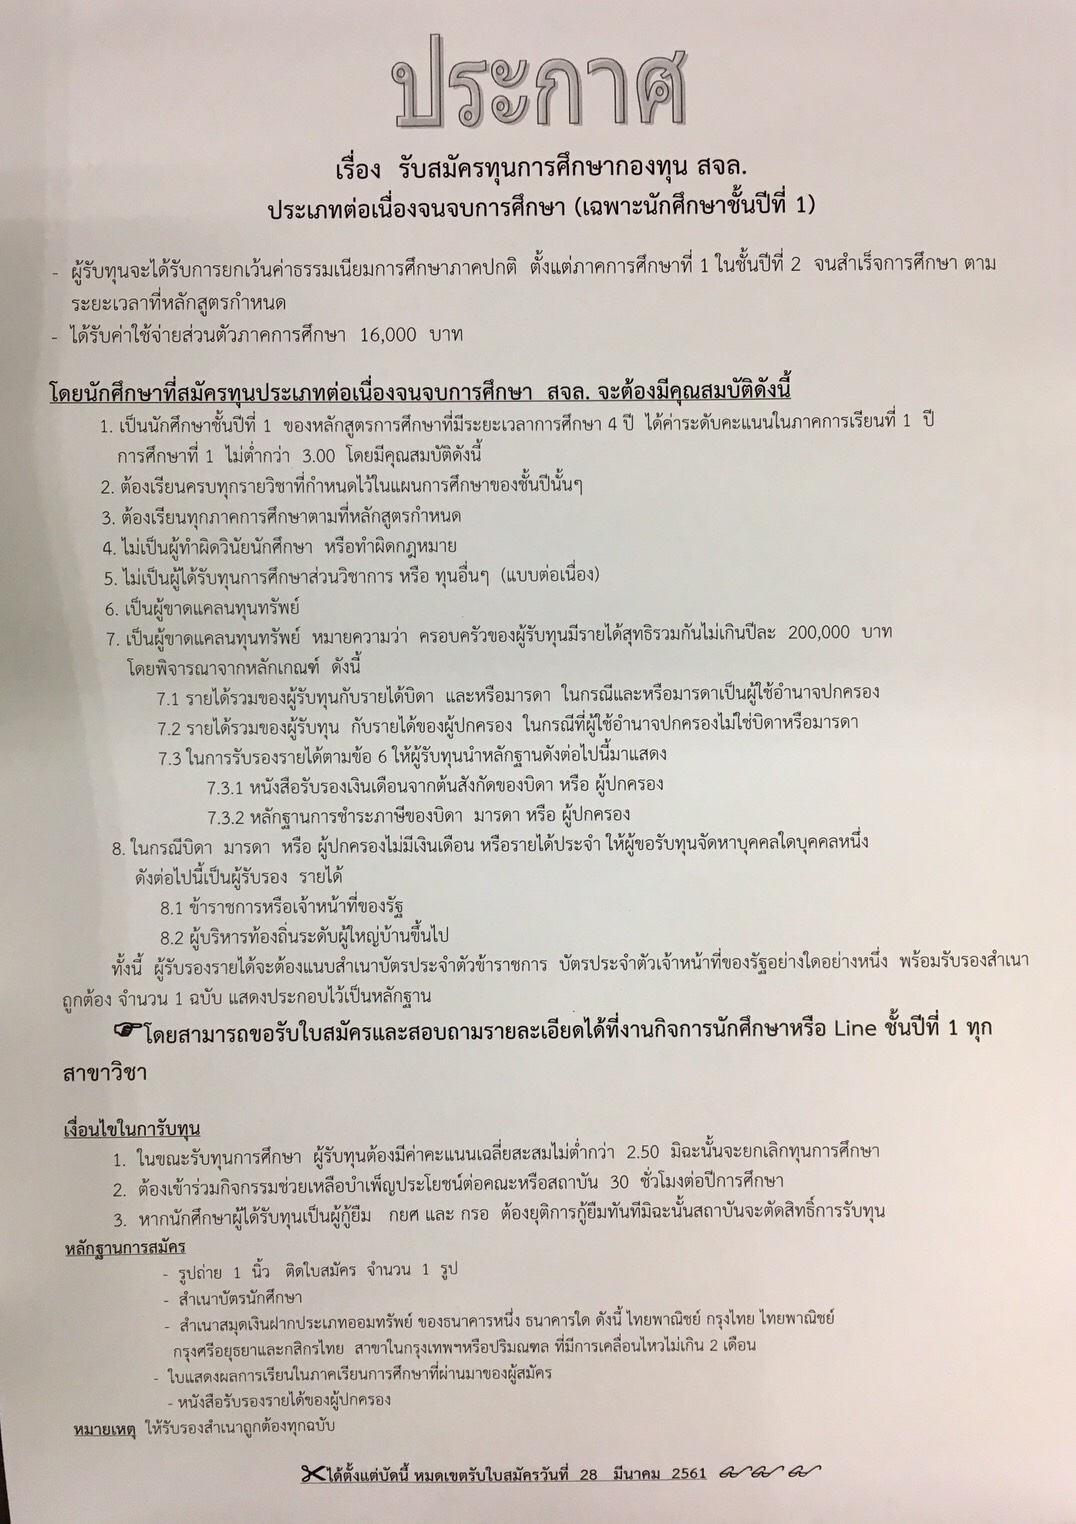 ประกาศ
เรื่อง รับสมัครทุนการศึกษากองทุน สจล.
ประเภทต่อเนื่องจนจบการศึกษา (เฉพาะนักศึกษาชั้นปีที่ 1)
- ผู้รับทุนจะได้รับการยกเว้นค่าธรรมเนียมการศึกษาภาคปกติ ตั้งแต่ภาคการศึกษาที่ 1 ในชั้นปีที่ 2 จนสำเร็จการศึกษา ตาม
ระยะเวลาที่หลักสูตรกำหนด
- ได้รับค่าใช้จ่ายส่วนตัวภาคการศึกษา 16,000 บาท
โดยนักศึกษาที่สมัครทุนประเภทต่อเนื่องจนจบการศึกษา สจล. จะต้องมีคุณสมบัติดังนี้
1. เป็นนักศึกษาชั้นปีที่ 1 ของหลักสูตรการศึกษาที่มีระยะเวลาการศึกษา 4 ปี ได้ค่าระดับคะแนนในภาคการเรียนที่ 1 ปี
การศึกษาที่ 1 ไม่ต่ำกว่า 3.00 โดยมีคุณสมบัติดังนี้
2. ต้องเรียนครบทุกรายวิชาที่กำหนดไว้ในแผนการศึกษาของชั้นปีนั้นๆ
3. ต้องเรียนทุกภาคการศึกษาตามที่หลักสูตรกำหนด
4. ไม่เป็นผู้ทำผิดวินัยนักศึกษา หรือทำผิดกฎหมาย
5. ไม่เป็นผู้ได้รับทุนการศึกษาส่วนวิชาการ หรือ ทุนอื่นๆ (แบบต่อเนื่อง)
6. เป็นผู้ขาดแคลนทุนทรัพย์
7. เป็นผู้ขาดแคลนทุนทรัพย์ หมายความว่า ครอบครัวของผู้รับทุนมีรายได้สุทธิรวมกันไม่เกินปีละ 200,000 บาท
โดยพิจารณาจากหลักเกณฑ์ ดังนี้
7.1 รายได้รวมของผู้รับทุนกับรายได้บิดา และหรือมารดา ในกรณีและหรือมารดาเป็นผู้ใช้อำนาจปกครอง
7.2 รายได้รวมของผู้รับทุน กับรายได้ของผู้ปกครอง ในกรณีที่ผู้ใช้อำนาจปกครองไม่ใช่บิดาหรือมารดา
7.3 ในการรับรองรายได้ตามข้อ 6 ให้ผู้รับทุนนำหลักฐานดังต่อไปนี้มาแสดง
7.3.1 หนังสือรับรองเงินเดือนจากต้นสังกัดของบิดา หรือ ผู้ปกครอง
7.3.2 หลักฐานการชำระภาษีของบิดา มารดา หรือ ผู้ปกครอง
8. ในกรณีบิดา มารดา หรือ ผู้ปกครองไม่มีเงินเดือน หรือรายได้ประจำ ให้ผู้ขอรับทุนจัดหาบุคคลใดบุคคลหนึ่ง
ดังต่อไปนี้เป็นผู้รับรอง รายได้
8.1 ข้าราชการหรือเจ้าหน้าที่ของรัฐ
8.2 ผู้บริหารท้องถิ่นระดับผู้ใหญ่บ้านขึ้นไป
ทั้งนี้ ผู้รับรองรายได้จะต้องแนบสำเนาบัตรประจำตัวข้าราชการ บัตรประจำตัวเจ้าหน้าที่ของรัฐอย่างใดอย่างหนึ่ง พร้อมรับรองสำเนา
ถูกต้อง จำนวน 1 ฉบับ แสดงประกอบไว้เป็นหลักฐาน
โดยสามารถขอรับใบสมัครและสอบถามรายละเอียดได้ที่งานกิจการนักศึกษาหรือ Line ชั้นปีที่ 1 ทุก
สาขาวิชา
เงื่อนไขในการับทุน
1. ในขณะรับทุนการศึกษา ผู้รับทุนต้องมีค่าคะแนนเฉลี่ยสะสมไม่ต่ำกว่า 2.50 มิฉะนั้นจะยกเลิกทุนการศึกษา
2. ต้องเข้าร่วมกิจกรรมช่วยเหลือบำเพ็ญประโยชน์ต่อคณะหรือสถาบัน 30 ชั่วโมงต่อปีการศึกษา
3. หากนักศึกษาผู้ได้รับทุนเป็นผู้กู้ยืม กยศ และ กรอ ต้องยุติการกู้ยืมทันทีมิฉะนั้นสถาบันจะตัดสิทธิ์การรับทุน
หลักฐานการสมัคร
- รูปถ่าย 1 นิ้ว ติดใบสมัคร จำนวน 1 รูป
- สำเนาบัตรนักศึกษา
- สำเนาสมุดเงินฝากประเภทออมทรัพย์ ของธนาคารหนึ่ง ธนาคารใด ดังนี้ ไทยพาณิชย์ กรุงไทย ไทยพาณิชย์
กรุงศรีอยุธยาและกสิกรไทย สาขาในกรุงเทพฯหรือปริมณฑล ที่มีการเคลื่อนไหวไม่เกิน 2 เดือน
- ใบแสดงผลการเรียนในภาคเรียนการศึกษาที่ผ่านมาของผู้สมัคร
- หนังสือรับรองรายได้ของผู้ปกครอง
หมายเหตุ ให้รับรองสำเนาถูกต้องทุกฉบับ
ได้ตั้งแต่บัดนี้ หมดเขตรับใบสมัครวันที่ 28 มีนาคม 2561